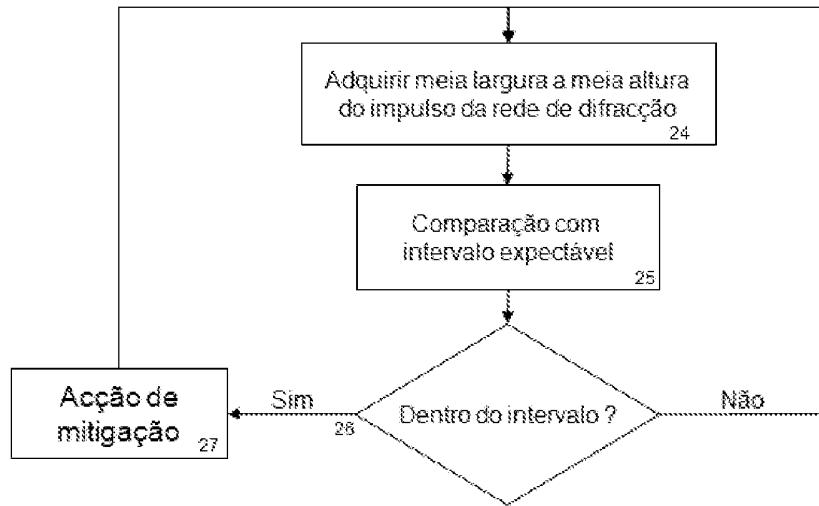 Adquirir meia largura a meia altura
do impulso da rede de difracção
24
Comparação com
intervalo expectável
25
Dentro do intervalo ?
26
Sim
Não
Acção de
mitigação
27